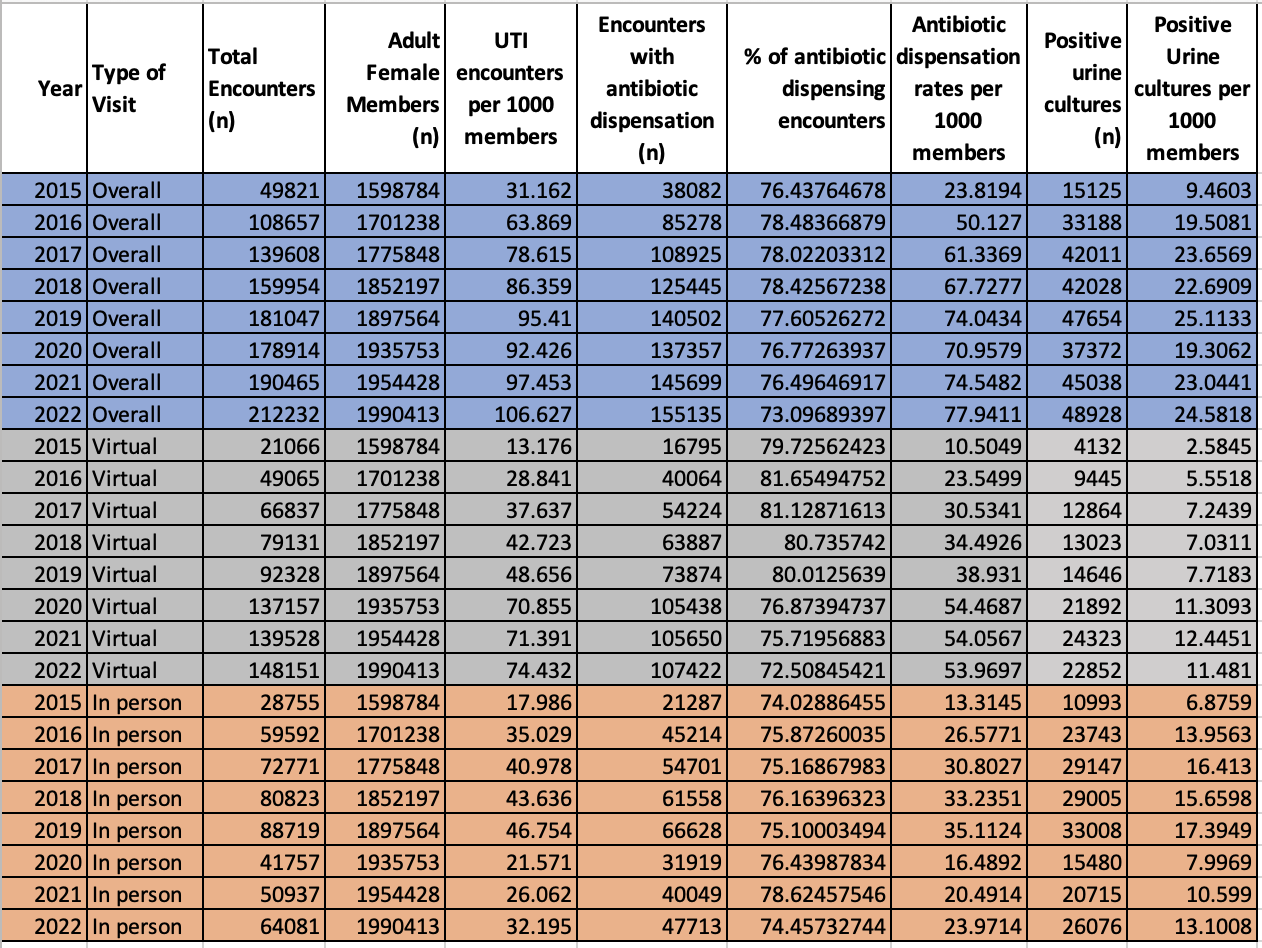 Year | Type of Visit | Total Encounters (n) | Adult Female Members (n) | UTI encounters per 1000 members | Encounters with antibiotic dispensation (n) | % of antibiotic dispensing encounters | Antibiotic dispensation rates per 1000 members | Positive urine cultures (n) | Positive Urine cultures per 1000 members
2015 | Overall | 49821 | 1598784 | 31.162 | 38082 | 76.43764678 | 23.8194 | 15125 | 9.4603
2016 | Overall | 108657 | 1701238 | 63.869 | 85278 | 78.48366879 | 50.127 | 33188 | 19.5081
2017 | Overall | 139608 | 1775848 | 78.615 | 108925 | 78.02203312 | 61.3369 | 42011 | 23.6569
2018 | Overall | 159954 | 1852197 | 86.359 | 125445 | 78.42567238 | 67.7277 | 42028 | 22.6909
2019 | Overall | 181047 | 1897564 | 95.41 | 140502 | 77.60526272 | 74.0434 | 47654 | 25.1133
2020 | Overall | 178914 | 1935753 | 92.426 | 137357 | 76.77263937 | 70.9579 | 37372 | 19.3062
2021 | Overall | 190465 | 1954428 | 97.453 | 145699 | 76.49646917 | 74.5482 | 45038 | 23.0441
2022 | Overall | 212232 | 1990413 | 106.627 | 155135 | 73.09689397 | 77.9411 | 48928 | 24.5818
2015 | Virtual | 21066 | 1598784 | 13.176 | 16795 | 79.72562423 | 10.5049 | 4132 | 2.5845
2016 | Virtual | 49065 | 1701238 | 28.841 | 40064 | 81.65494752 | 23.5499 | 9445 | 5.5518
2017 | Virtual | 66837 | 1775848 | 37.637 | 54224 | 81.12871613 | 30.5341 | 12864 | 7.2439
2018 | Virtual | 79131 | 1852197 | 42.723 | 63887 | 80.735742 | 34.4926 | 13023 | 7.0311
2019 | Virtual | 92328 | 1897564 | 48.656 | 73874 | 80.0125639 | 38.931 | 14646 | 7.7183
2020 | Virtual | 137157 | 1935753 | 70.855 | 105438 | 76.87394737 | 54.4687 | 21892 | 11.3093
2021 | Virtual | 139528 | 1954428 | 71.391 | 105650 | 75.71956883 | 54.0567 | 24323 | 12.4451
2022 | Virtual | 148151 | 1990413 | 74.432 | 107422 | 72.50845421 | 53.9697 | 22852 | 11.481
2015 | In person | 28755 | 1598784 | 17.986 | 21287 | 74.02886455 | 13.3145 | 10993 | 6.8759
2016 | In person | 59592 | 1701238 | 35.029 | 45214 | 75.87260035 | 26.5771 | 23743 | 13.9563
2017 | In person | 72771 | 1775848 | 40.978 | 54701 | 75.16867983 | 30.8027 | 29147 | 16.413
2018 | In person | 80823 | 1852197 | 43.636 | 61558 | 76.16396323 | 33.2351 | 29005 | 15.6598
2019 | In person | 88719 | 1897564 | 46.754 | 66628 | 75.10003494 | 35.1124 | 33008 | 17.3949
2020 | In person | 41757 | 1935753 | 21.571 | 31919 | 76.43987834 | 16.4892 | 15480 | 7.9969
2021 | In person | 50937 | 1954428 | 26.062 | 40049 | 78.62457546 | 20.4914 | 20715 | 10.599
2022 | In person | 64081 | 1990413 | 32.195 | 47713 | 74.45732744 | 23.9714 | 26076 | 13.1008